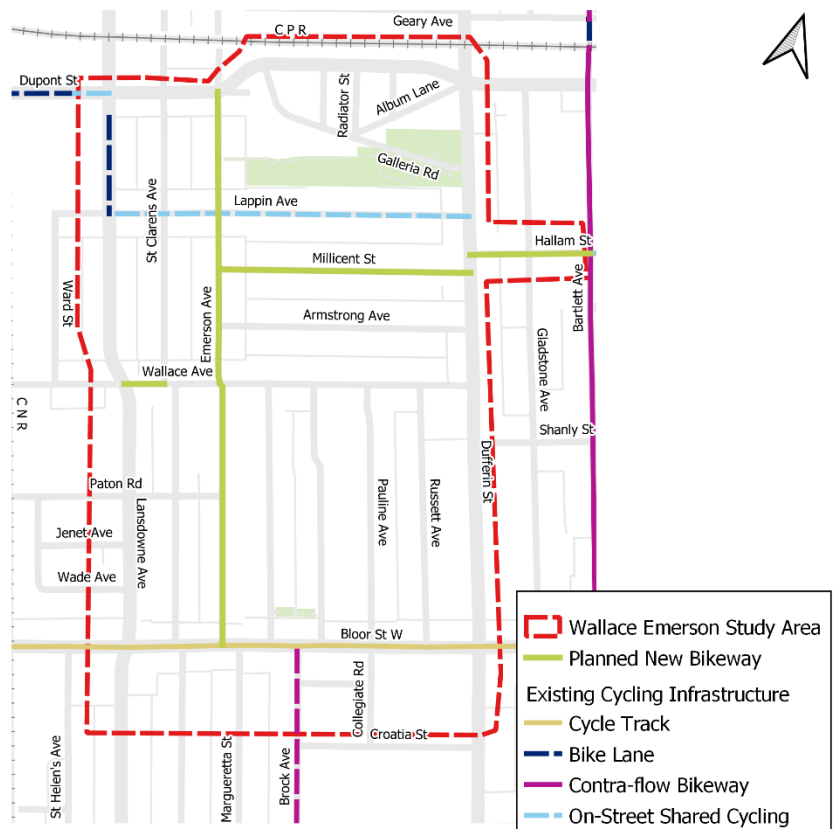 Geary Ave
C P R
Dupont St
Radiator St
Album Lane
Galleria Rd
St Clarens Ave
Lappin Ave
Hallam St
Millicent St
Ward St
Emerson Ave
Armstrong Ave
Bartlett Ave
Gladstone Ave
Wallace Ave
C N R
Shanly St
Dufferin St
Paton Rd
Lansdowne Ave
Pauline Ave
Russett Ave
Jenet Ave
Wade Ave
Bloor St W
Collegiate Rd
Croatia St
St Helen's Ave
Margueretta St
Brock Ave
Wallace Emerson Study Area
Planned New Bikeway
Existing Cycling Infrastructure
Cycle Track
Bike Lane
Contra-flow Bikeway
On-Street Shared Cycling